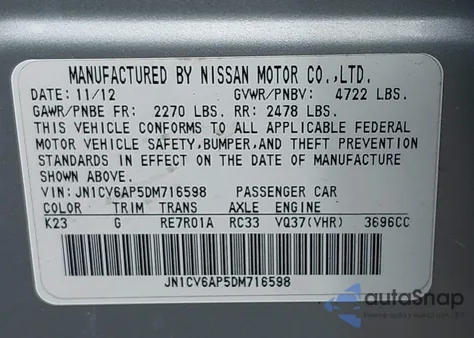 MANUFACTURED BY NISSAN MOTOR CO.,LTD.
DATE: 11/12 GVWR/PNBV: 4722 LBS.
GAWR/PNBE FR: 2270 LBS. RR: 2478 LBS.
THIS VEHICLE CONFORMS TO ALL APPLICABLE FEDERAL
MOTOR VEHICLE SAFETY,BUMPER,AND THEFT PREVENTION
STANDARDS IN EFFECT ON THE DATE OF MANUFACTURE
SHOWN ABOVE.
VIN: JN1CV6AP5DM716598 PASSENGER CAR
COLOR TRIM TRANS AXLE ENGINE
K23 G RE7R01A RC33 VQ37(VHR) 3696CC
JN1CV6AP5DM716598
autoSnap